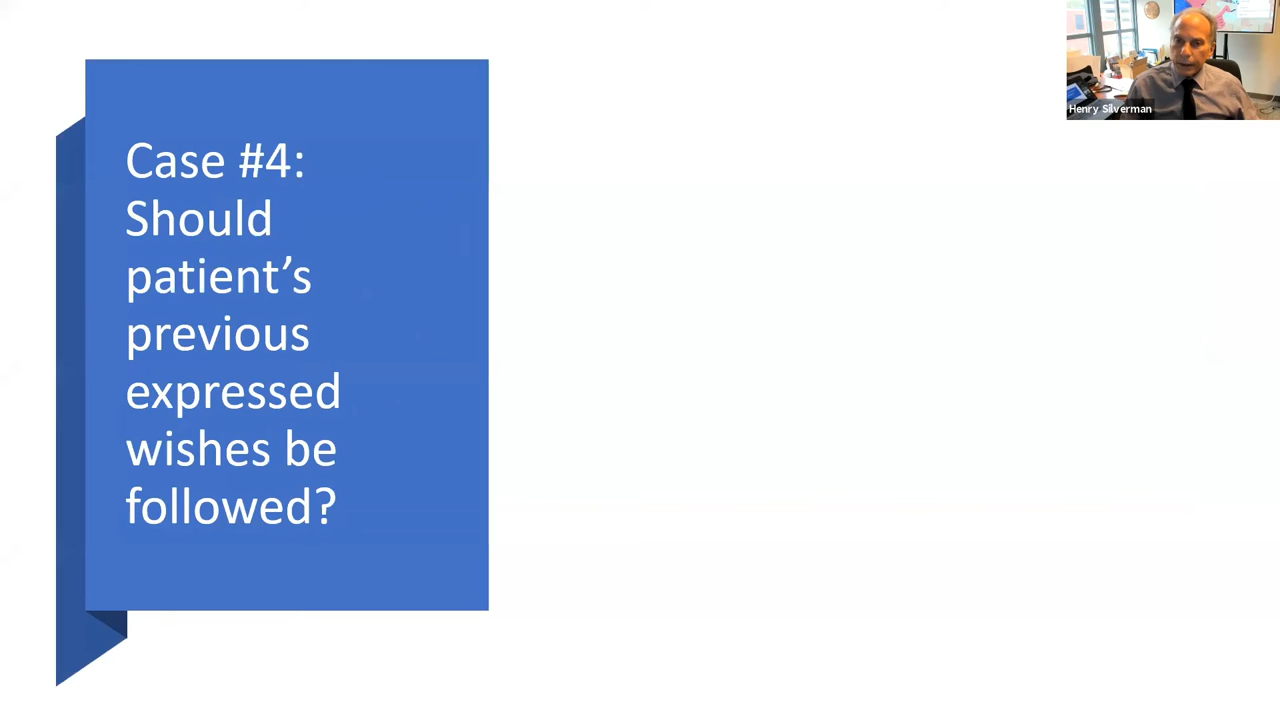 Case #4:
Should
patient’s
previous
expressed
wishes be
followed?
Henry Silverman